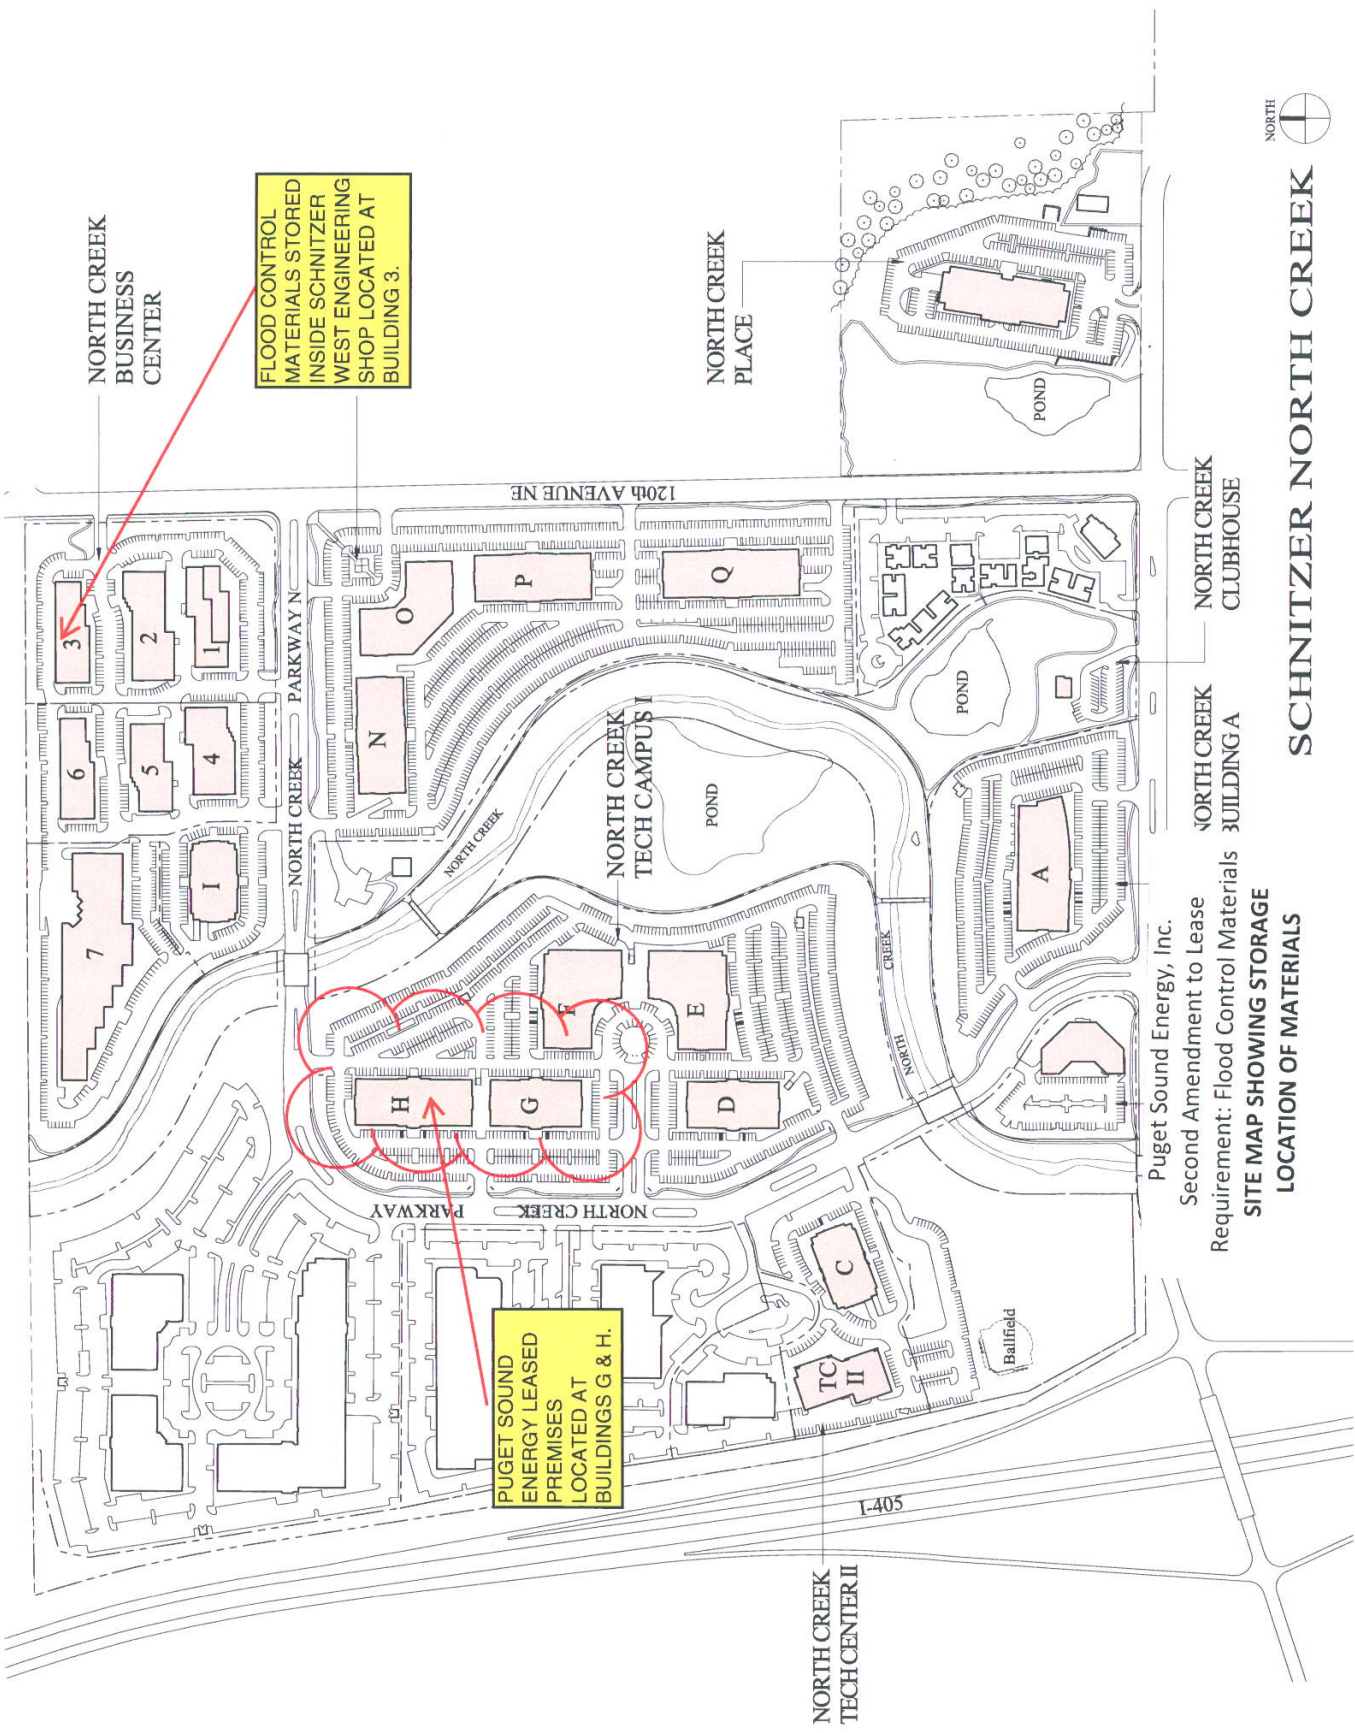 NORTH CREEK
BUSINESS
CENTER
FLOOD CONTROL
MATERIALS STORED
INSIDE SCHNITZER
WEST ENGINEERING
SHOP LOCATED AT
BUILDING 3.
NORTH CREEK
PLACE
POND
120th AVENUE NE
3
2
1
6
5
4
7
I
NORTH CREEK PARKWAY N
O
P
Q
N
NORTH CREEK
NORTH CREEK
TECH CAMPUS I
POND
POND
H
G
F
E
D
NORTH CREEK PARKWAY
PUGET SOUND
ENERGY LEASED
PREMISES
LOCATED AT
BUILDINGS G & H.
NORTH CREEK
A
C
TC
II
Ballfield
I-405
NORTH CREEK
TECH CENTER II
NORTH CREEK
CLUBHOUSE
NORTH CREEK
BUILDING A
Puget Sound Energy, Inc.
Second Amendment to Lease
Requirement: Flood Control Materials
SITE MAP SHOWING STORAGE
LOCATION OF MATERIALS
SCHNITZER NORTH CREEK
NORTH